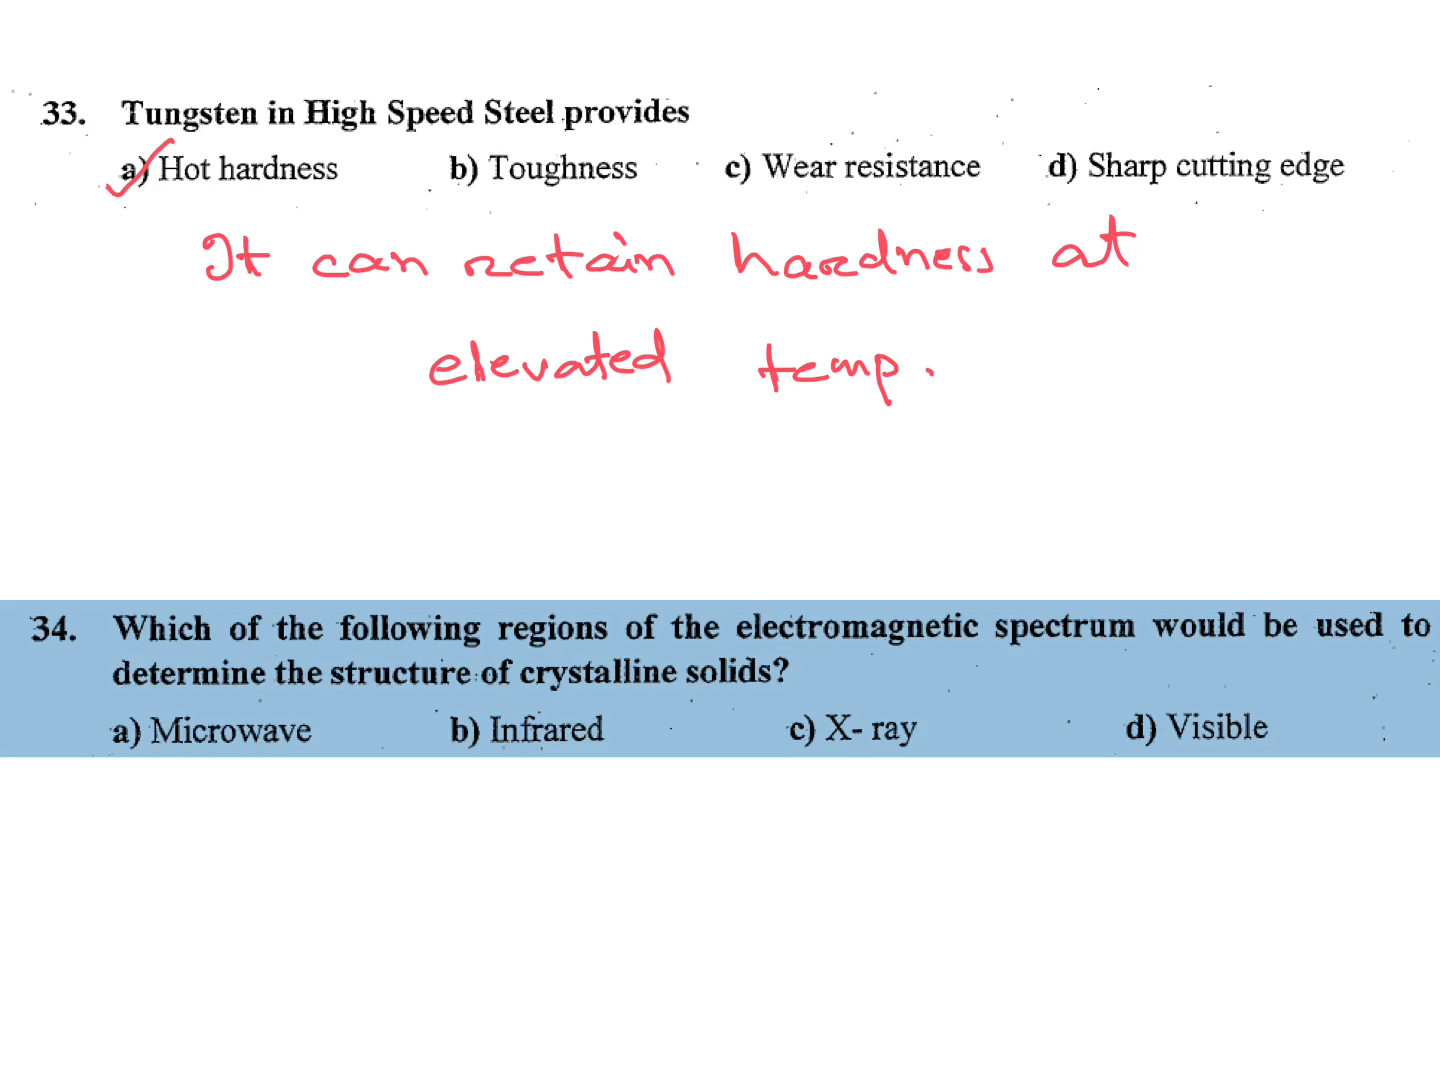 33. Tungsten in High Speed Steel provides
a) Hot hardness b) Toughness c) Wear resistance d) Sharp cutting edge
It can retain hardness at
elevated temp.
34. Which of the following regions of the electromagnetic spectrum would be used to
determine the structure of crystalline solids?
a) Microwave b) Infrared c) X- ray d) Visible